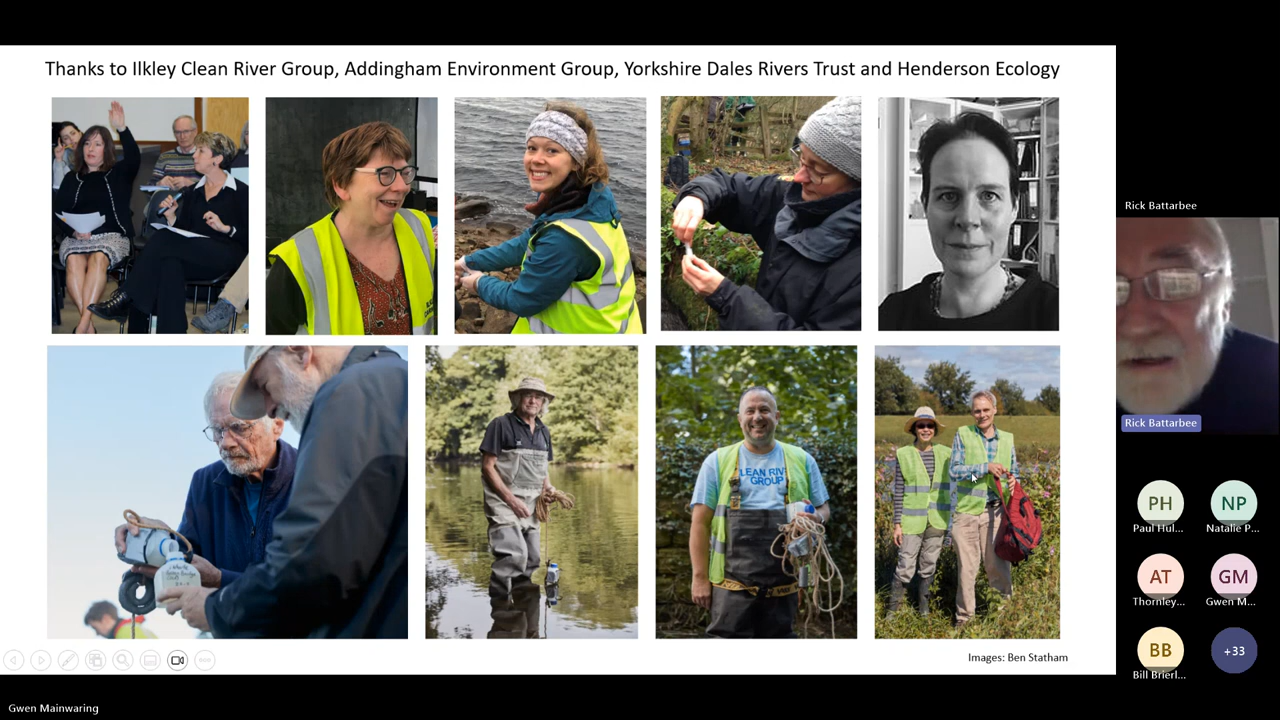 Thanks to Ilkley Clean River Group, Addingham Environment Group, Yorkshire Dales Rivers Trust and Henderson Ecology
LEAN RIV
GROUP
Images: Ben Statham
Rick Battarbee
Rick Battarbee
PH
NP
Paul Hul...
Natalie P...
AT
GM
Thornley...
Gwen M...
BB
+33
Bill Brierl...
Gwen Mainwaring